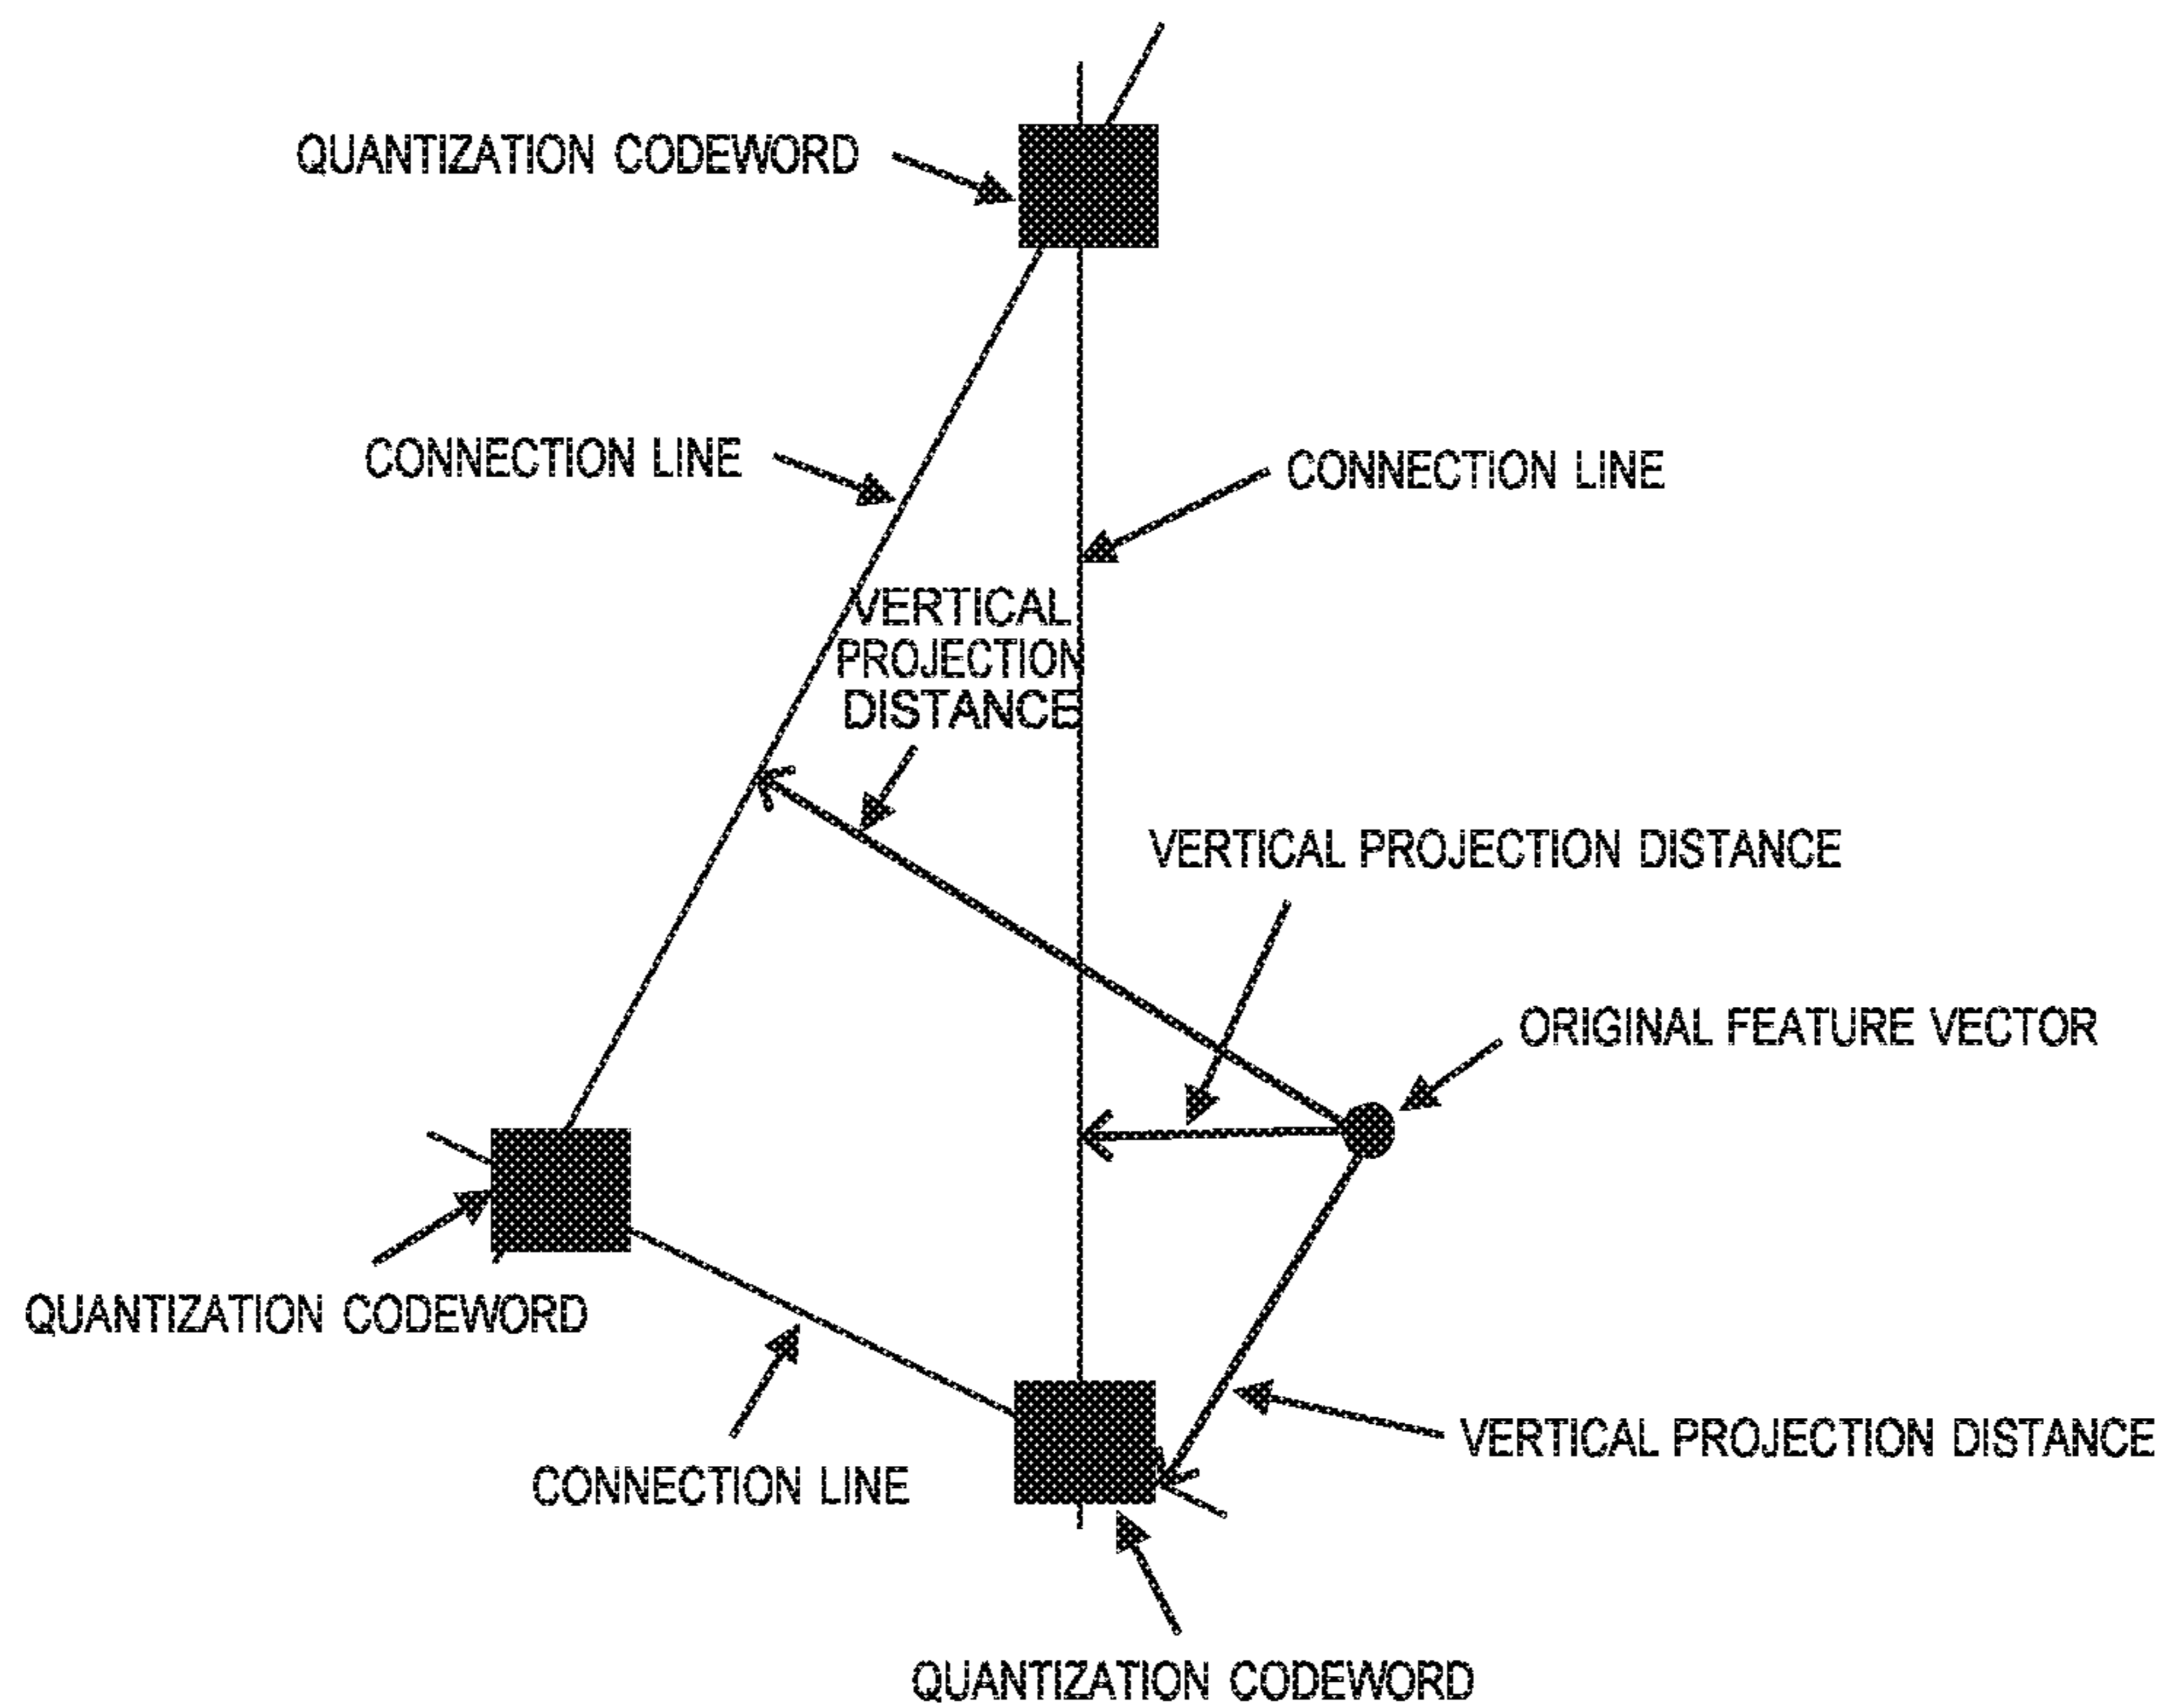 QUANTIZATION CODEWORD
CONNECTION LINE
CONNECTION LINE
VERTICAL
PROJECTION
DISTANCE
VERTICAL PROJECTION DISTANCE
ORIGINAL FEATURE VECTOR
QUANTIZATION CODEWORD
VERTICAL PROJECTION DISTANCE
CONNECTION LINE
QUANTIZATION CODEWORD